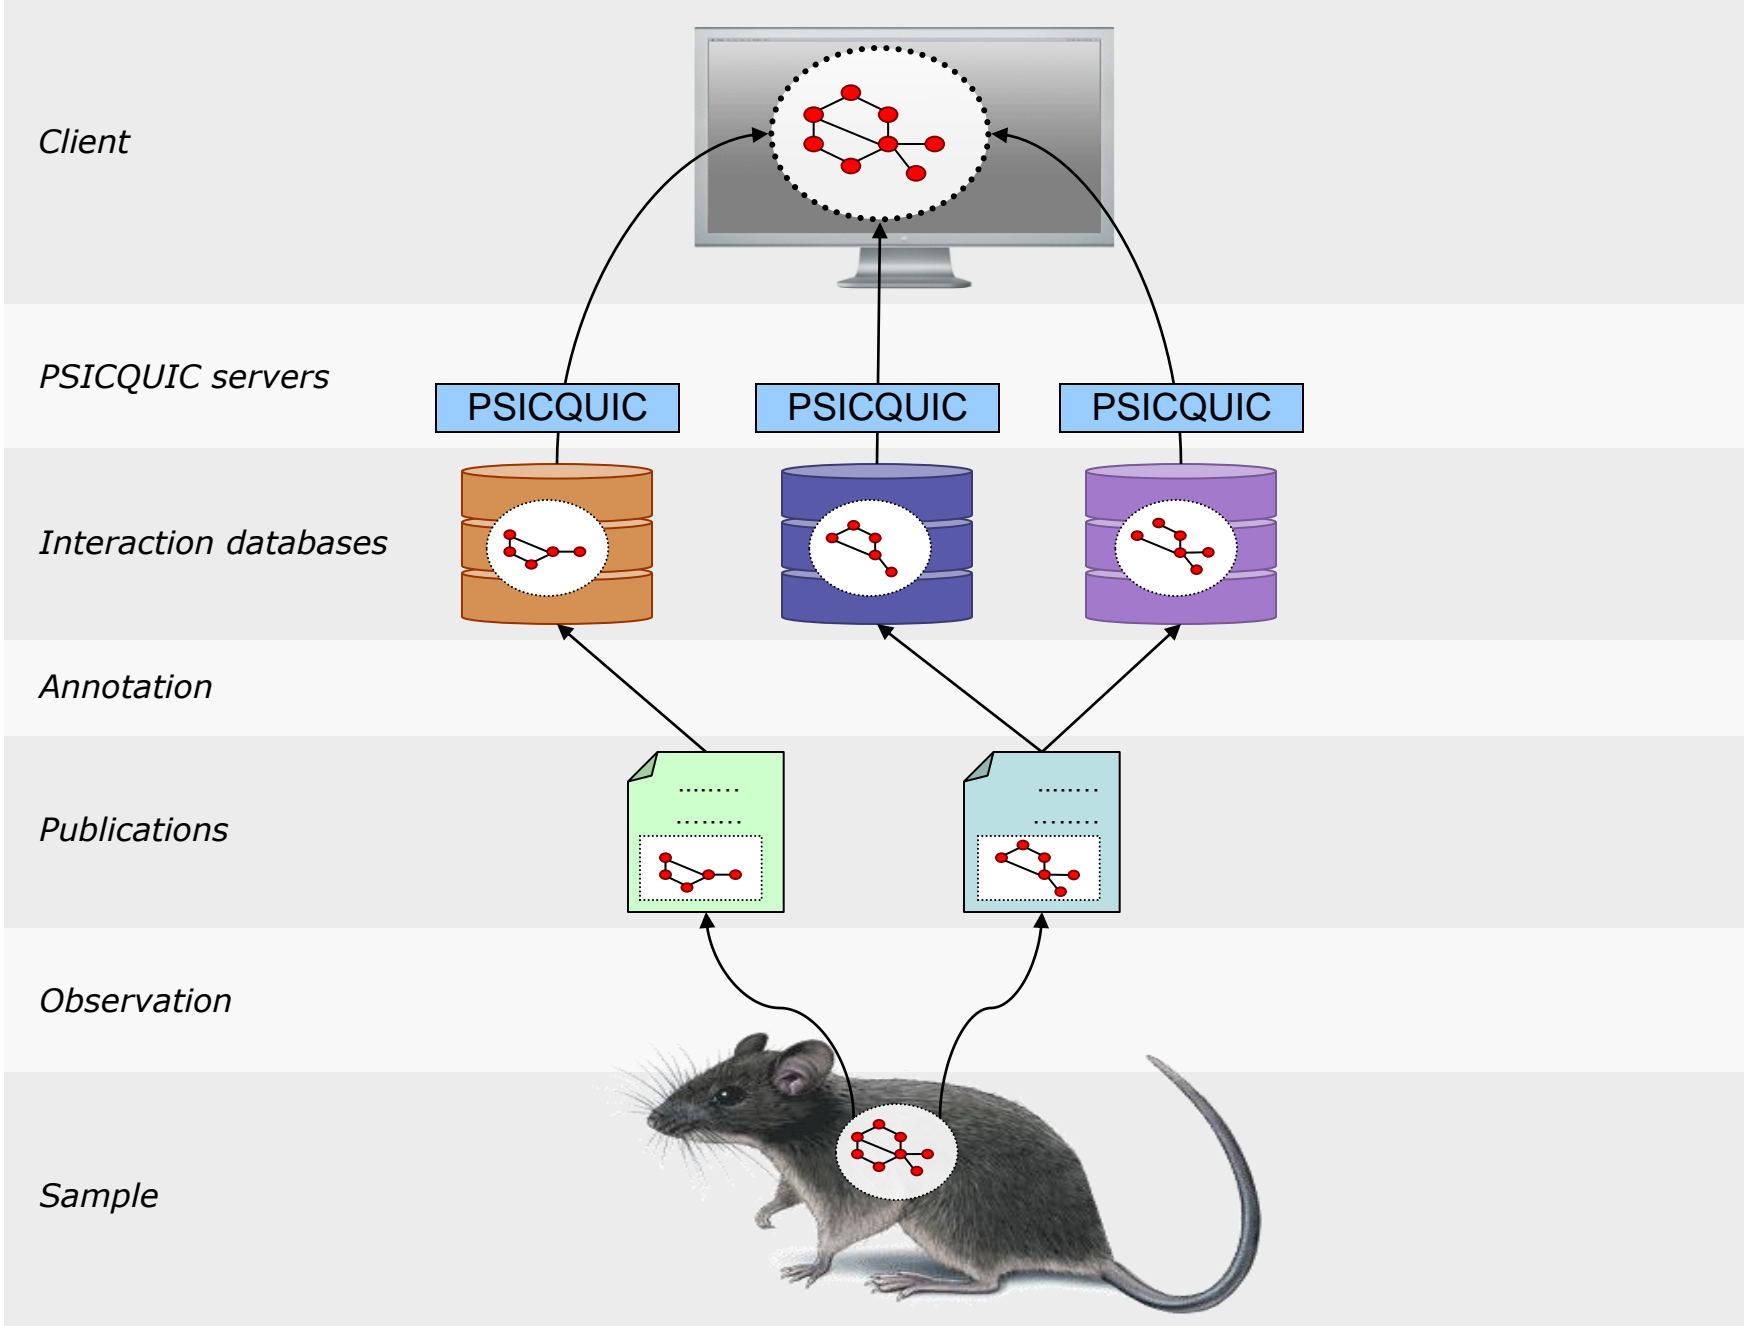 Client
PSICQUIC servers
PSICQUIC
PSICQUIC
PSICQUIC
Interaction databases
Annotation
Publications
Observation
Sample